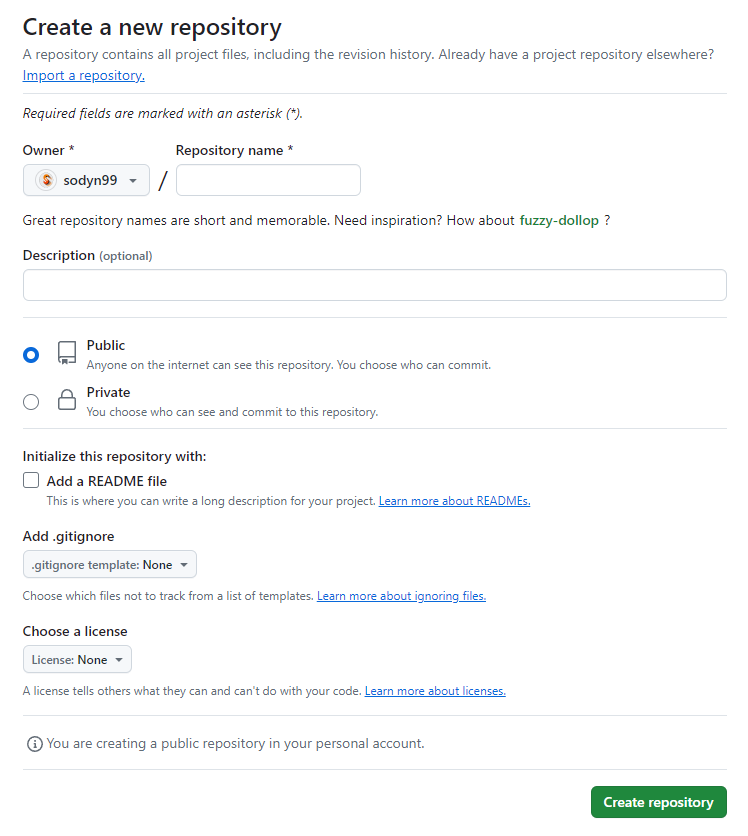 Create a new repository
A repository contains all project files, including the revision history. Already have a project repository elsewhere?
Import a repository.
Required fields are marked with an asterisk (*).
Owner * Repository name *
sodyn99 /
Great repository names are short and memorable. Need inspiration? How about fuzzy-dollop ?
Description (optional)
Public
Anyone on the internet can see this repository. You choose who can commit.
Private
You choose who can see and commit to this repository.
Initialize this repository with:
Add a README file
This is where you can write a long description for your project. Learn more about READMEs.
Add .gitignore
.gitignore template: None
Choose which files not to track from a list of templates. Learn more about ignoring files.
Choose a license
License: None
A license tells others what they can and can't do with your code. Learn more about licenses.
You are creating a public repository in your personal account.
Create repository